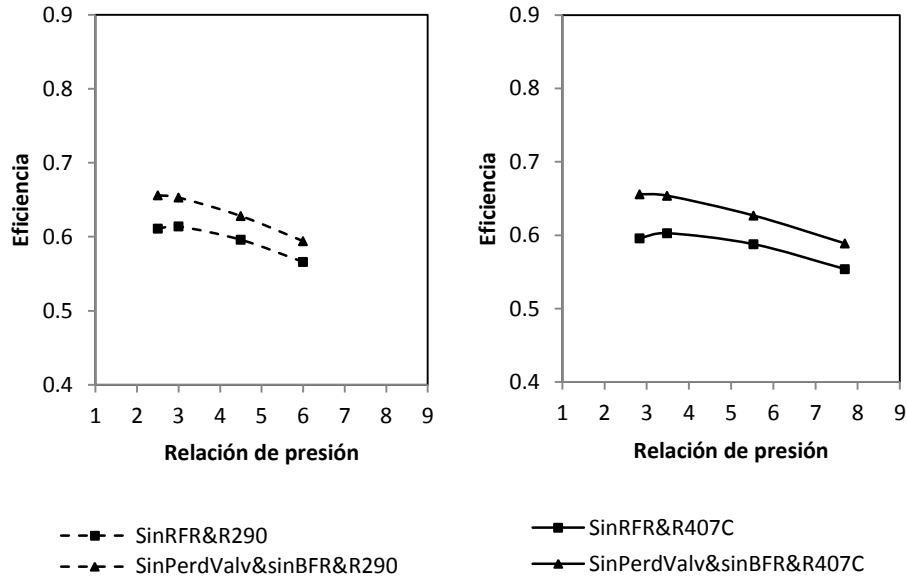 0.9
0.8
0.7
0.6
0.5
0.4
Eficiencia
1 2 3 4 5 6 7 8 9
Relación de presión
SinRFR&R290
SinPerdValv&sinBFR&R290
0.9
0.8
0.7
0.6
0.5
0.4
Eficiencia
1 2 3 4 5 6 7 8 9
Relación de presión
SinRFR&R407C
SinPerdValv&sinBFR&R407C